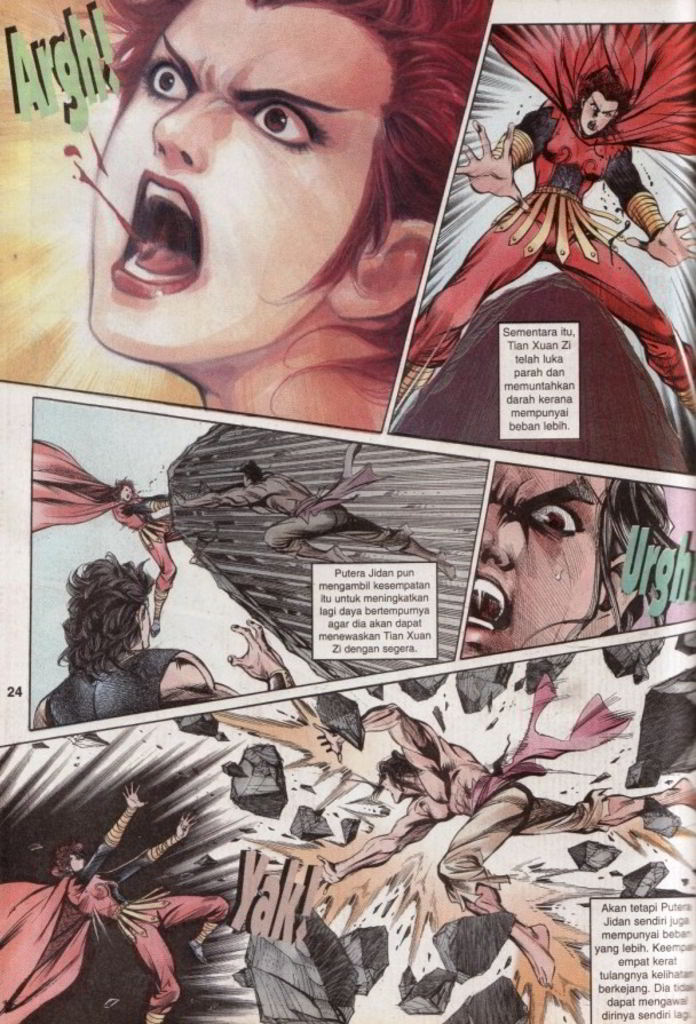 Argh!
Sementara itu,
Tian Xuan Zi
telah luka
parah dan
memuntahkan
darah kerana
mempunyai
beban lebih.
Putera Jidan pun
mengambil kesempatan
itu untuk meningkatkan
lagi daya bertempurnya
agar dia akan dapat
menewaskan Tian Xuan
Zi dengan segera.
Urgh
24
Yak!
Akan tetapi Putera
Jidan sendiri juga
mempunyai beban
yang lebih. Keempat
empat kerat
tulangnya kelihatan
berkejang. Dia tidak
dapat mengawal
dirinya sendiri lagi.